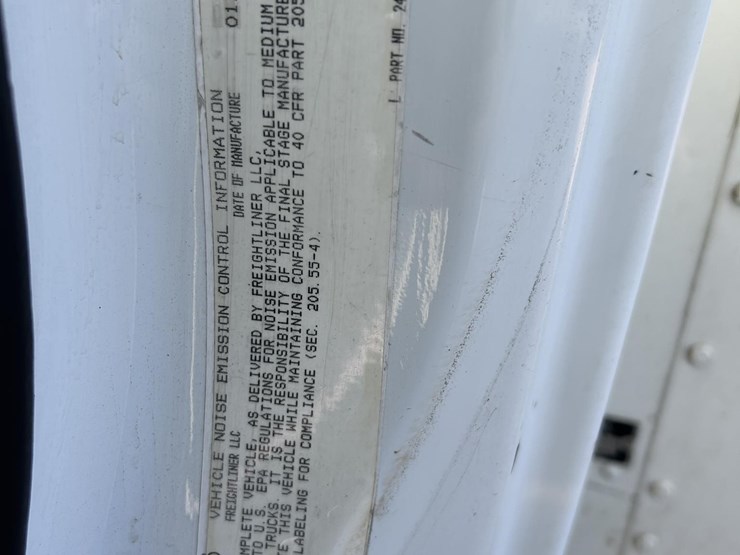 VEHICLE NOISE EMISSION CONTROL INFORMATION
FREIGHTLINER LLC DATE OF MANUFACTURE 01
MPLETE VEHICLE, AS DELIVERED BY FREIGHTLINER LLC,
TO U.S. EPA REGULATIONS FOR NOISE EMISSION APPLICABLE TO MEDIUM
TRUCKS. IT IS THE RESPONSIBILITY OF THE FINAL STAGE MANUFACTURE
E THIS VEHICLE WHILE MAINTAINING CONFORMANCE TO 40 CFR PART 205
LABELING FOR COMPLIANCE (SEC. 205.55-4).
PART NO. 24